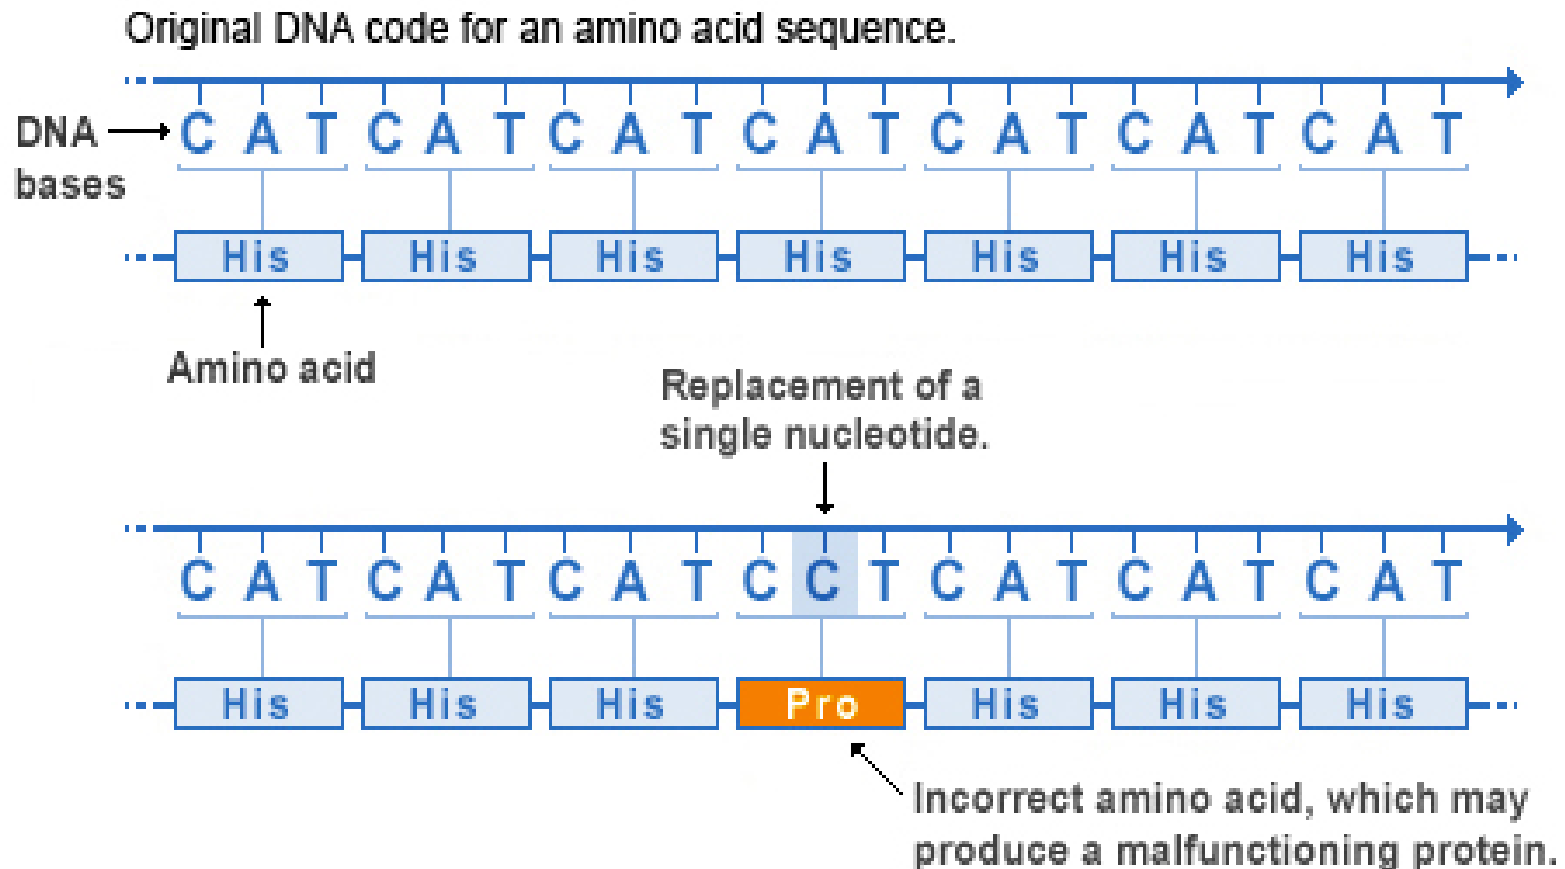 Original DNA code for an amino acid sequence.
DNA bases
C A T C A T C A T C A T C A T C A T C A T
His His His His His His His
Amino acid
Replacement of a
single nucleotide.
C A T C A T C A T C C T C A T C A T C A T
His His His Pro His His His
Incorrect amino acid, which may
produce a malfunctioning protein.